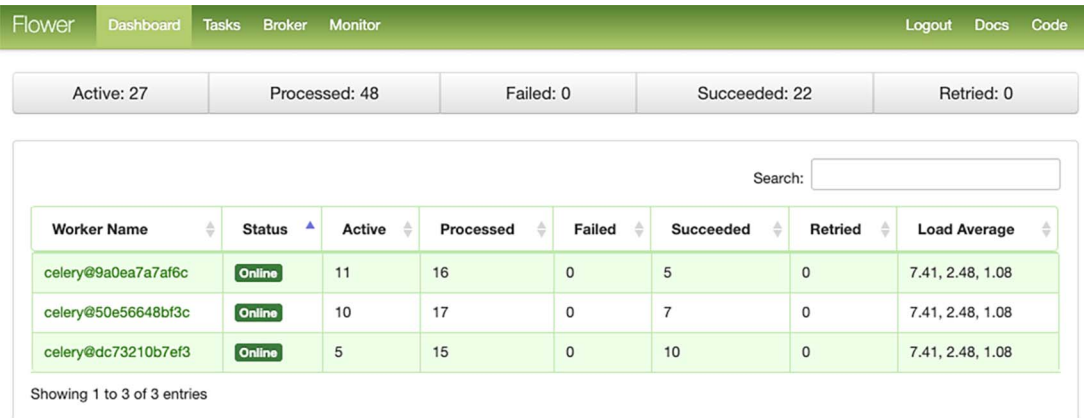 Flower Dashboard Tasks Broker Monitor Logout Docs Code
Active: 27 Processed: 48 Failed: 0 Succeeded: 22 Retried: 0
Search:
Worker Name Status Active Processed Failed Succeeded Retried Load Average
celery@9a0ea7a7af6c Online 11 16 0 5 0 7.41, 2.48, 1.08
celery@50e56648bf3c Online 10 17 0 7 0 7.41, 2.48, 1.08
celery@dc73210b7ef3 Online 5 15 0 10 0 7.41, 2.48, 1.08
Showing 1 to 3 of 3 entries